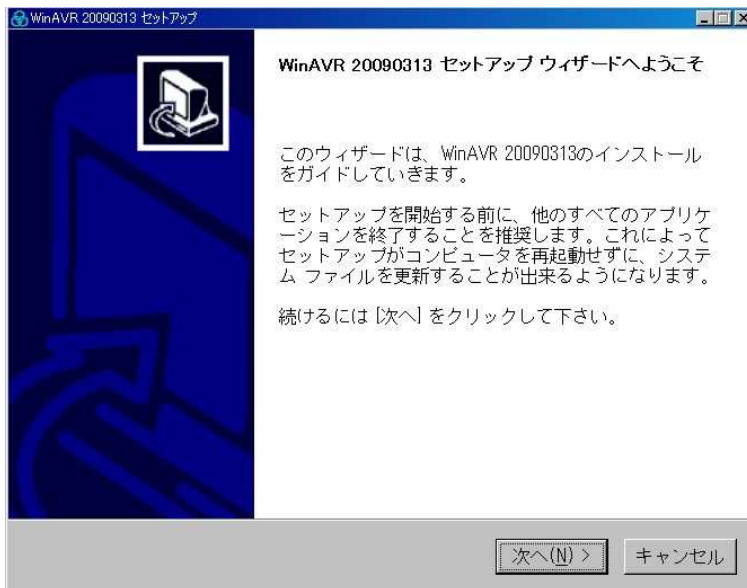 WinAVR 20090313 セットアップ
WinAVR 20090313 セットアップ ウィザードへようこそ
このウィザードは、WinAVR 20090313のインストール
をガイドしていきます。
セットアップを開始する前に、他のすべてのアプリケ
ーションを終了することを推奨します。これによって
セットアップがコンピュータを再起動せずに、システ
ム ファイルを更新することが出来るようになります。
続けるには [次へ] をクリックして下さい。
次へ(N) >
キャンセル